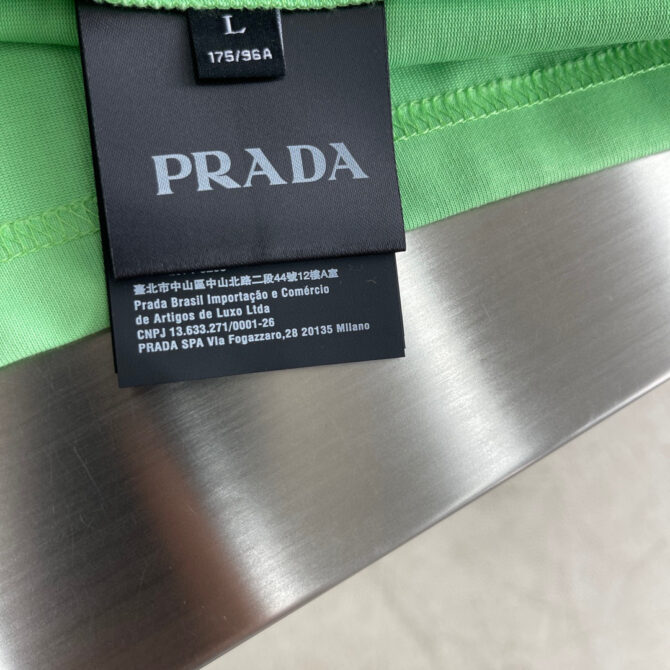 L
175/96A
PRADA
臺北市中山區中山北路二段44號12樓A室
Prada Brasil Importação e Comércio
de Artigos de Luxo Ltda
CNPJ 13.633.271/0001-26
PRADA SPA Via Fogazzaro,28 20135 Milano